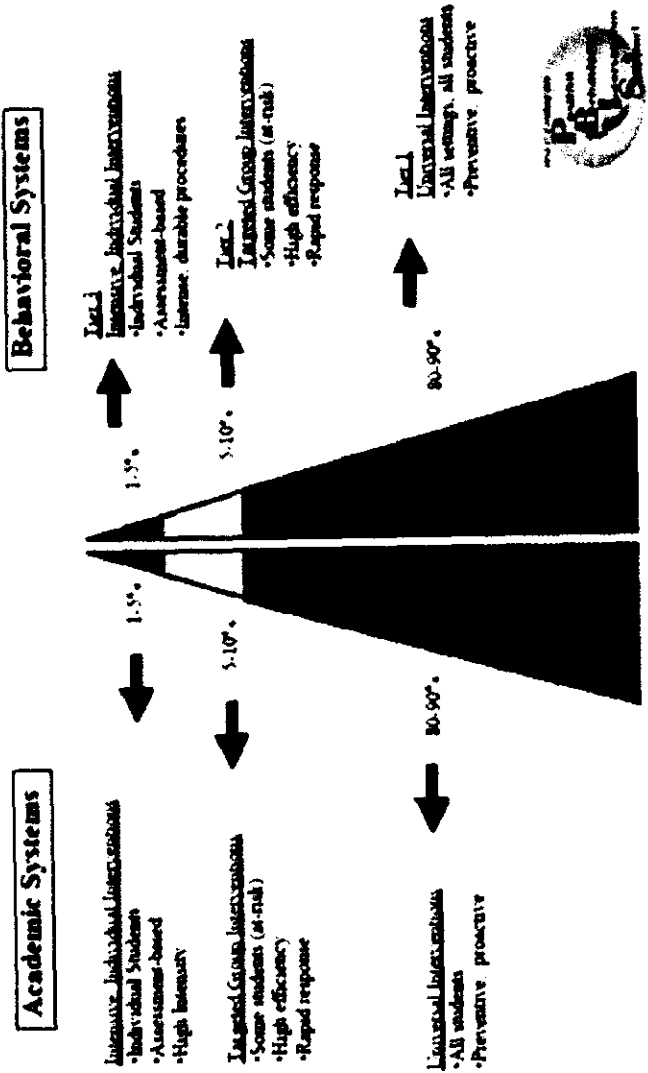 Academic Systems
Behavioral Systems
Intensive, Individual Interventions
•Individual Students
•Assessment-based
•High Intensity
1-5%
1-5%
Tier 3
Intensive, Individual Interventions
•Individual Students
•Assessment-based
•Intense, durable procedures
Targeted Group Interventions
•Some students (at-risk)
•High efficiency
•Rapid response
5-10%
5-10%
Tier 2
Targeted Group Interventions
•Some students (at-risk)
•High efficiency
•Rapid response
Universal Interventions
•All students
•Preventive, proactive
80-90%
80-90%
Tier 1
Universal Interventions
•All settings, all students
•Preventive, proactive
Positive
Behavioral
Interventions
Support